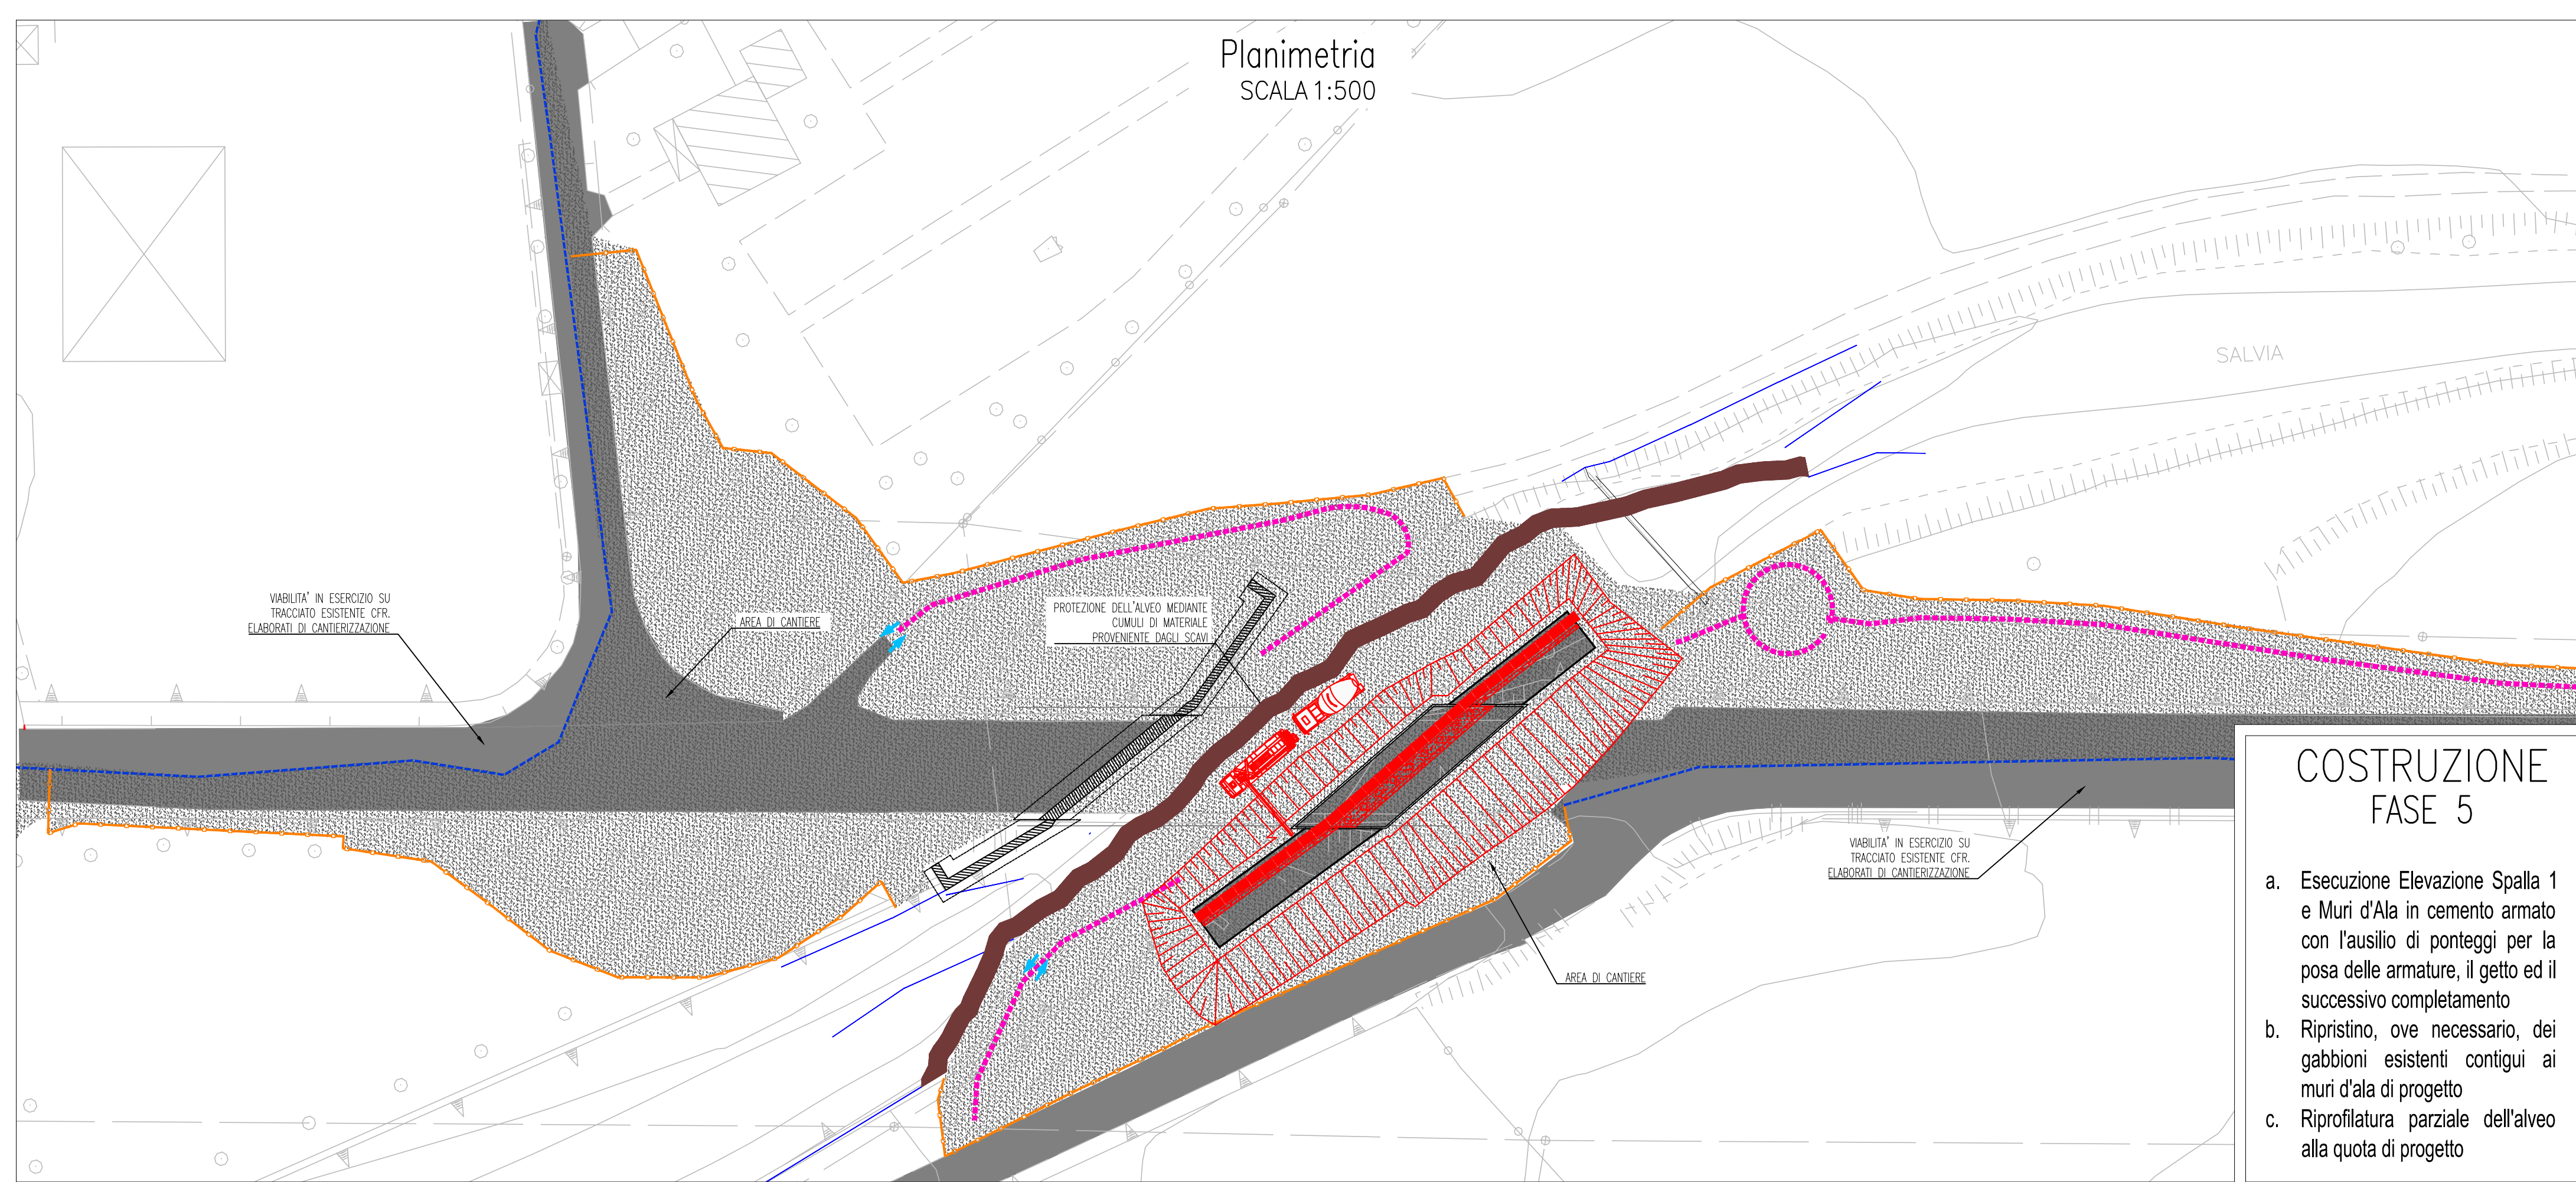 Planimetria
SCALA 1:500
SALVIA
VIABILITA' IN ESERCIZIO SU
TRACCIATO ESISTENTE CFR.
ELABORATI DI CANTIERIZZAZIONE
AREA DI CANTIERE
PROTEZIONE DELL'ALVEO MEDIANTE
CUMULI DI MATERIALE
PROVENIENTE DAGLI SCAVI
VIABILITA' IN ESERCIZIO SU
TRACCIATO ESISTENTE CFR.
ELABORATI DI CANTIERIZZAZIONE
AREA DI CANTIERE
COSTRUZIONE
FASE 5
a. Esecuzione Elevazione Spalla 1
e Muri d'Ala in cemento armato
con l'ausilio di ponteggi per la
posa delle armature, il getto ed il
successivo completamento
b. Ripristino, ove necessario, dei
gabbioni esistenti contigui ai
muri d'ala di progetto
c. Riprofilatura parziale dell'alveo
alla quota di progetto